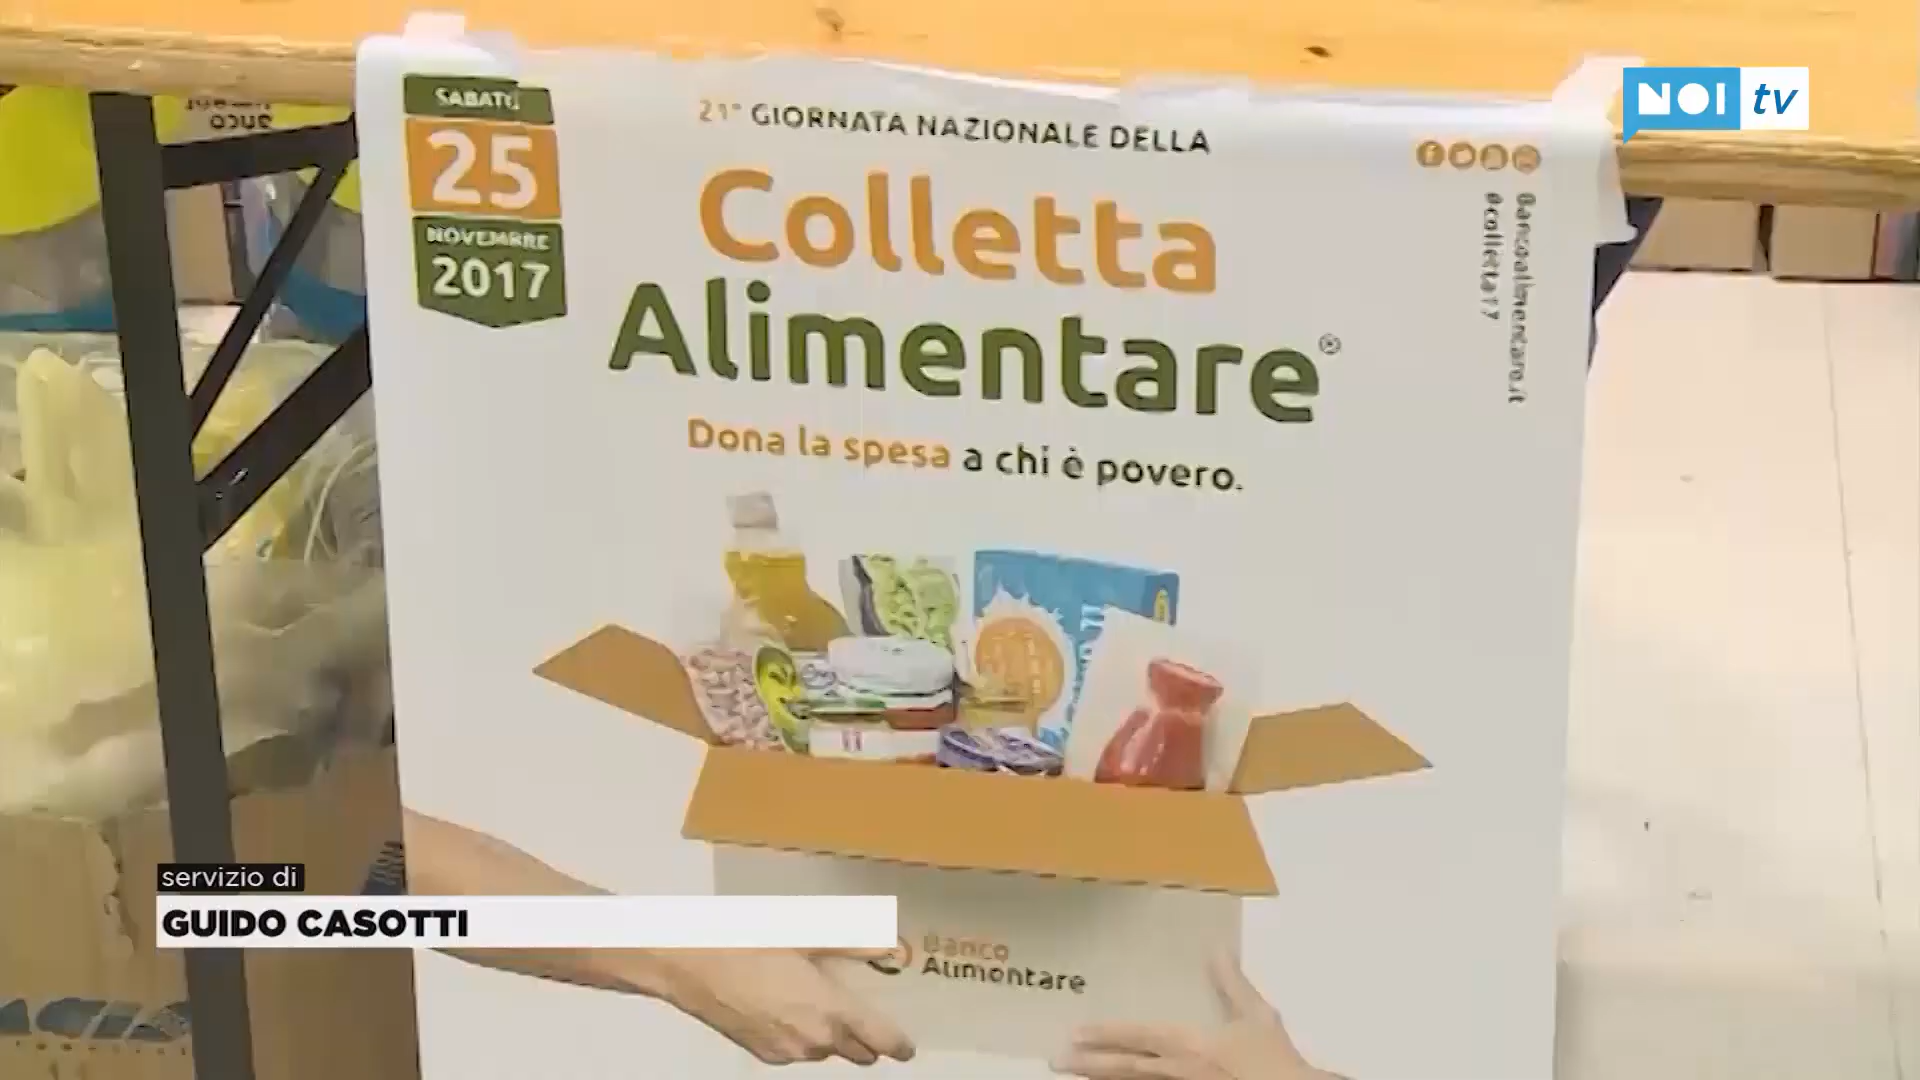 NOI tv
SABATO
25
NOVEMBRE
2017
21ª GIORNATA NAZIONALE DELLA
Colletta
Alimentare®
Dona la spesa a chi è povero.
Bancoalimentare.it
#colletta17
Banco
Alimentare
servizio di
GUIDO CASOTTI